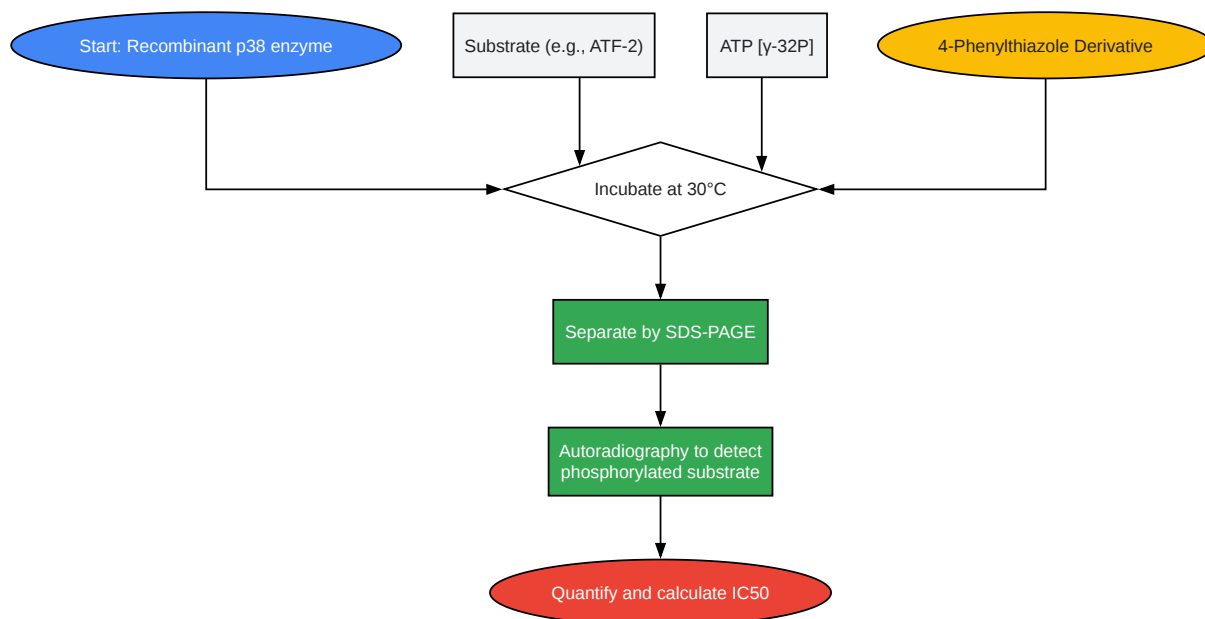 Start: Recombinant p38 enzyme
Substrate (e.g., ATF-2)
ATP [γ-32P]
4-Phenylthiazole Derivative
Incubate at 30°C
Separate by SDS-PAGE
Autoradiography to detect
phosphorylated substrate
Quantify and calculate IC50